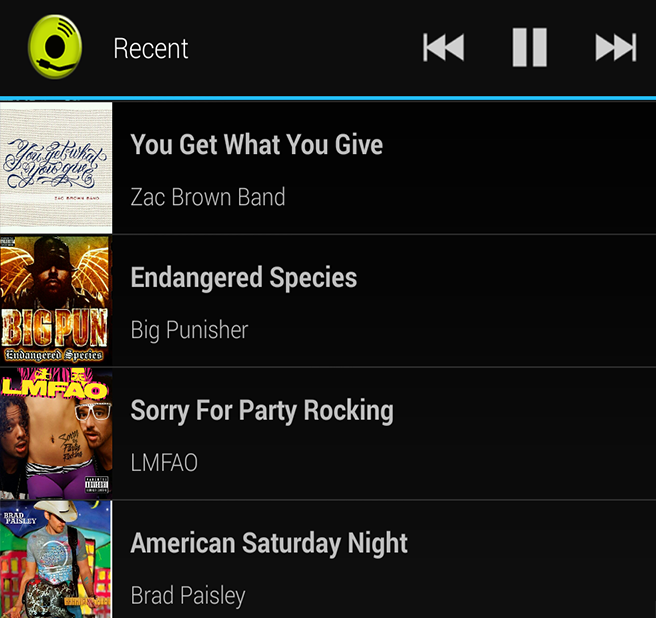 Recent
You get what
You give
ZAC BROWN BAND
You Get What You Give
Zac Brown Band
BIG PUN
Endangered Species
Endangered Species
Big Punisher
LMFAO
Sorry
For
Party
Rocking
PARENTAL
ADVISORY
Sorry For Party Rocking
LMFAO
BRAD
PAISLEY
American Saturday Night
Brad Paisley